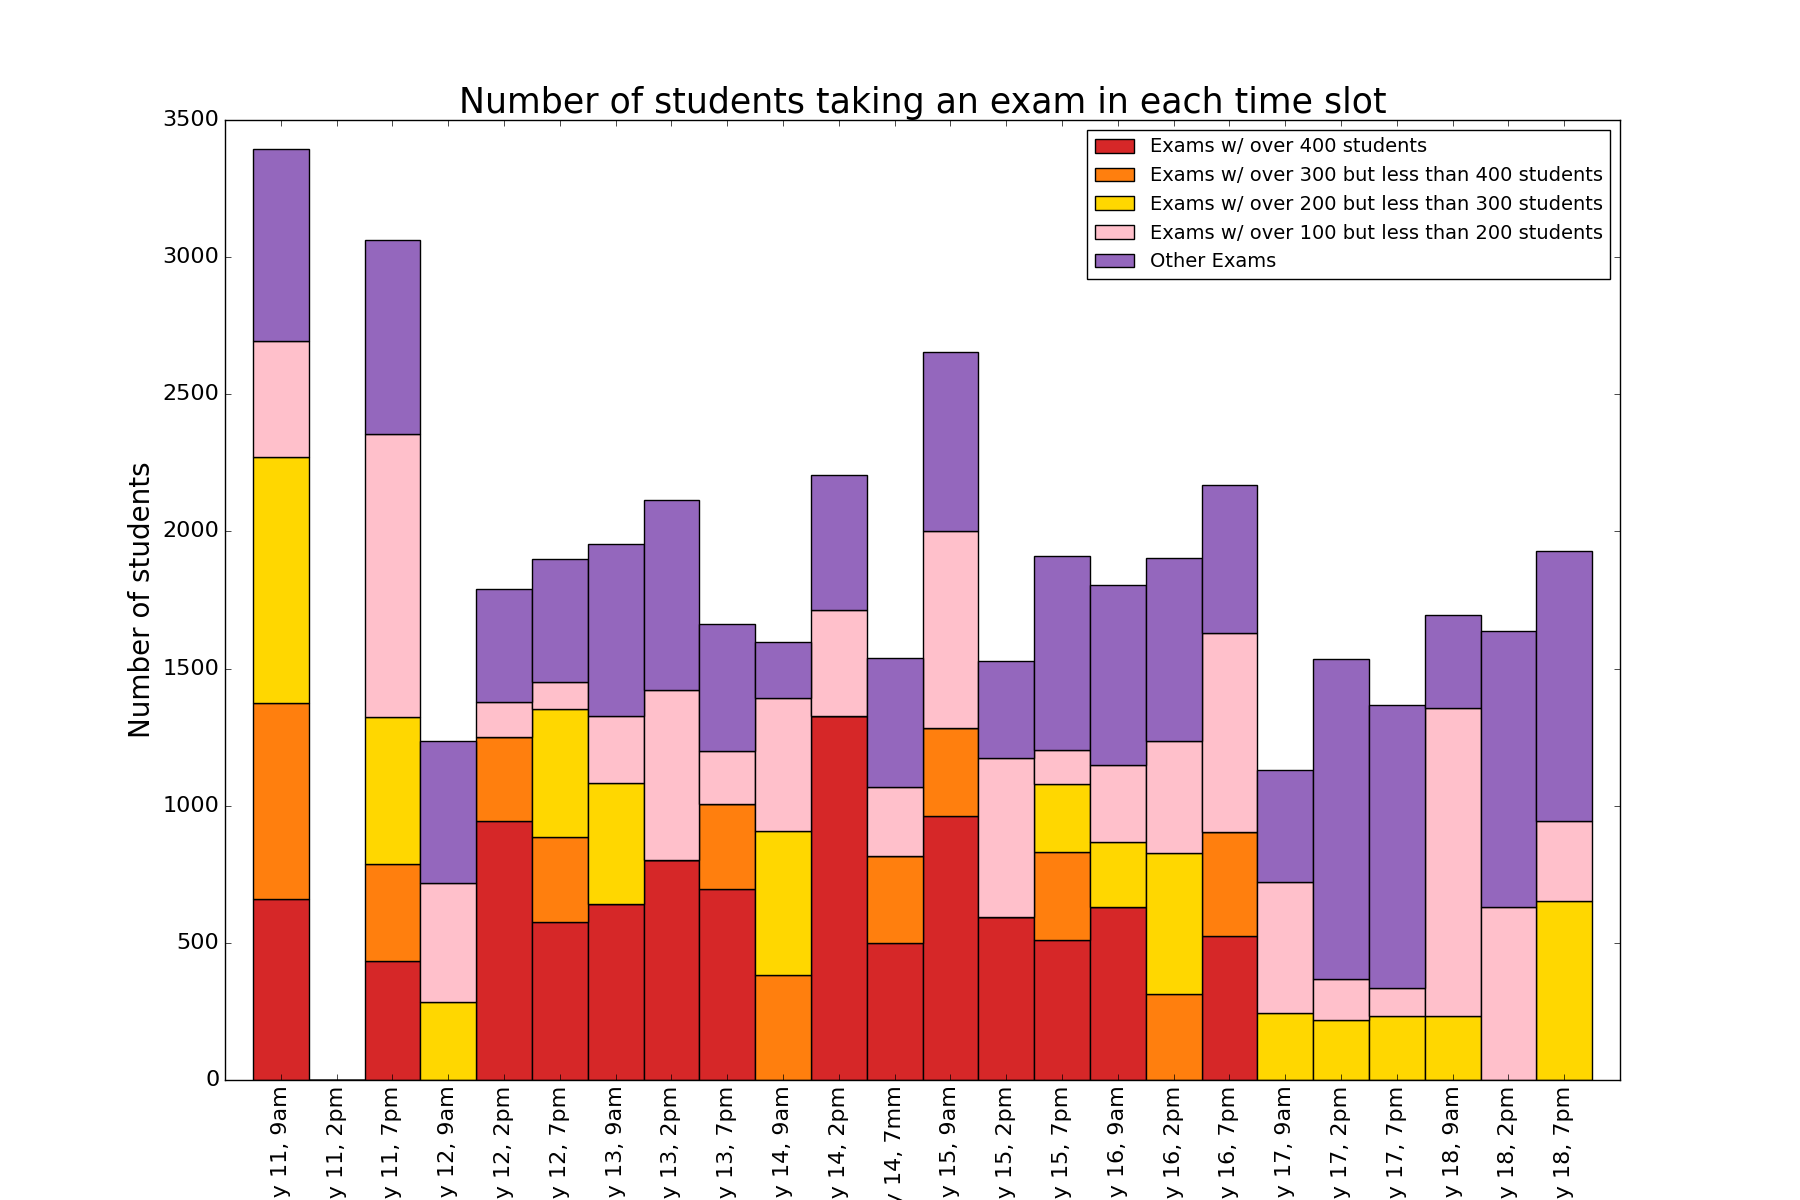 Number of students taking an exam in each time slot
3500
3000
2500
2000
1500
1000
500
0
Number of students
Exams w/ over 400 students
Exams w/ over 300 but less than 400 students
Exams w/ over 200 but less than 300 students
Exams w/ over 100 but less than 200 students
Other Exams
y 11, 9am
y 11, 2pm
y 11, 7pm
y 12, 9am
y 12, 2pm
y 12, 7pm
y 13, 9am
y 13, 2pm
y 13, 7pm
y 14, 9am
y 14, 2pm
y 14, 7mm
y 15, 9am
y 15, 2pm
y 15, 7pm
y 16, 9am
y 16, 2pm
y 16, 7pm
y 17, 9am
y 17, 2pm
y 17, 7pm
y 18, 9am
y 18, 2pm
y 18, 7pm